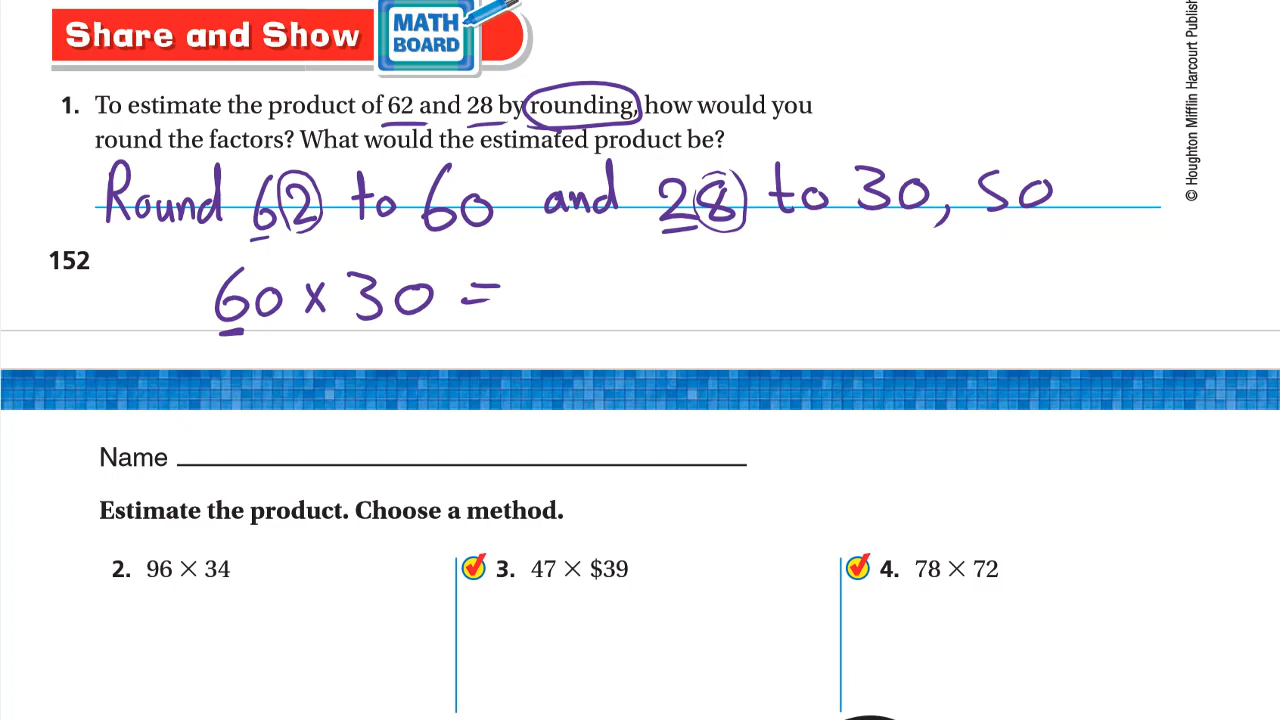 Share and Show
MATH
BOARD
1. To estimate the product of 62 and 28 by rounding, how would you
round the factors? What would the estimated product be?
Round 62 to 60 and 28 to 30, so
152
60 x 30 =
© Houghton Mifflin Harcourt Publish
Name
Estimate the product. Choose a method.
2. 96 × 34
3. 47 × $39
4. 78 × 72